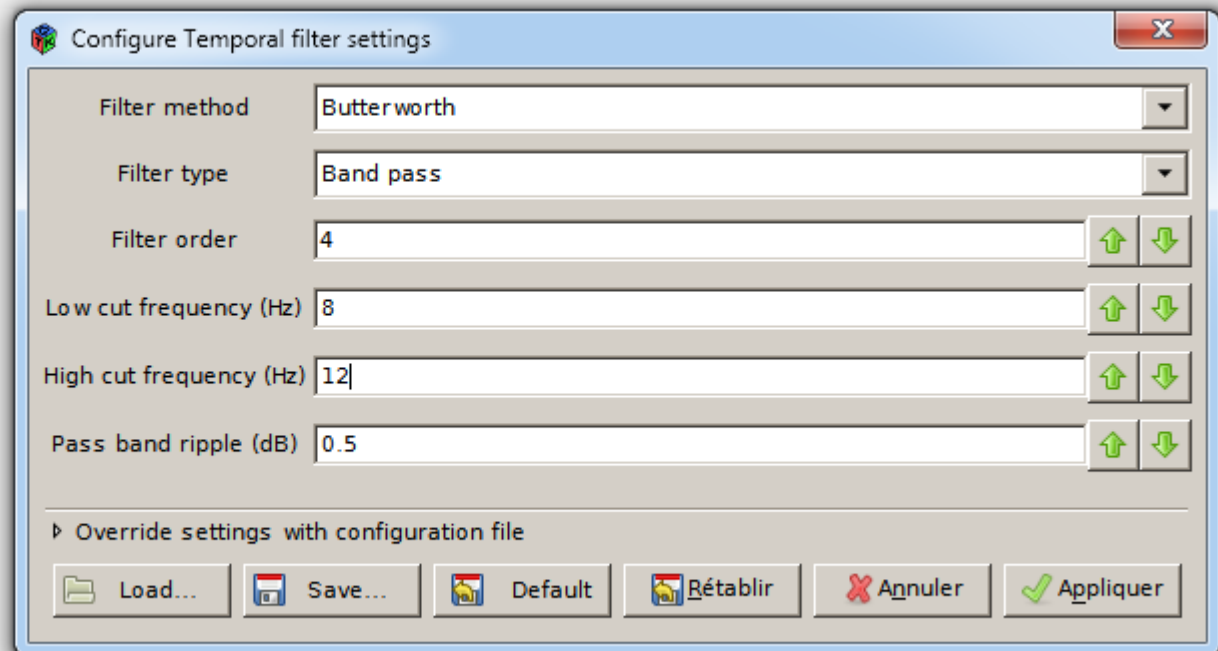 Configure Temporal filter settings
Filter method Butterworth
Filter type Band pass
Filter order 4
Low cut frequency (Hz) 8
High cut frequency (Hz) 12
Pass band ripple (dB) 0.5
Override settings with configuration file
Load... Save... Default Rétablir Annuler Appliquer